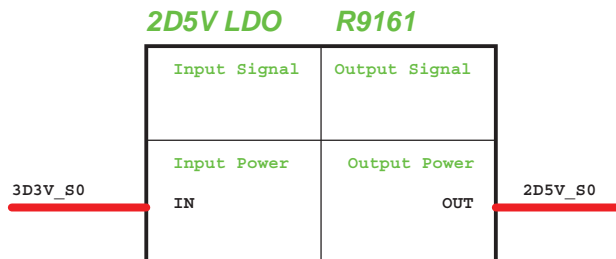 2D5V LDO R9161
Input Signal Output Signal
Input Power Output Power
3D3V_S0 IN OUT 2D5V_S0